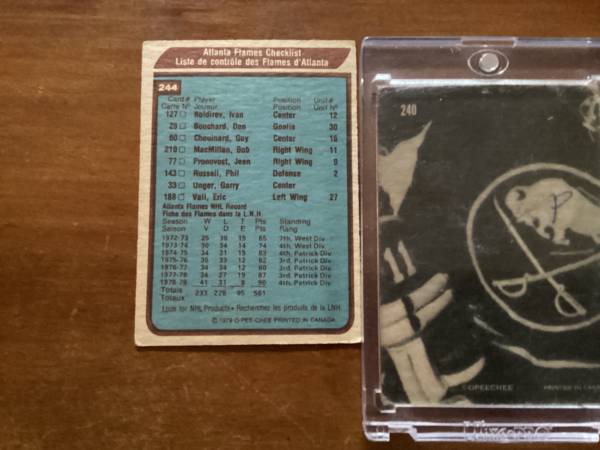 Atlanta Flames Checklist
Liste de contrôle des Flames d'Atlanta
244
Card # Player Position Unif #
Carte Nº Joueur Position Unif Nº
127 Boldirev, Ivan Center 12
29 Bouchard, Dan Goalie 30
60 Chouinard, Guy Center 16
210 MacMillan, Bob Right Wing 11
77 Pronovost, Jean Right Wing 9
143 Russell, Phil Defense 2
33 Unger, Garry Center
188 Vail, Eric Left Wing 27
Atlanta Flames NHL Record
Fiche des Flames dans la L.N.H.
Season W L T Pts Standing
Saison V D E Pts Rang
1972-73 25 38 15 65 7th, West Div.
1973-74 30 34 14 74 4th, West Div.
1974-75 34 31 15 83 4th, Patrick Div.
1975-76 35 33 12 82 3rd, Patrick Div.
1976-77 34 34 12 80 3rd, Patrick Div.
1977-78 34 27 19 87 3rd, Patrick Div.
1978-79 41 31 8 90 4th, Patrick Div.
Totals
Totaux 233 228 95 561
Look for NHL Products • Recherchez les produits de la LNH
© 1979 O-PEE-CHEE PRINTED IN CANADA
240
P
11
©OPEECHEE PRINTED IN CANA